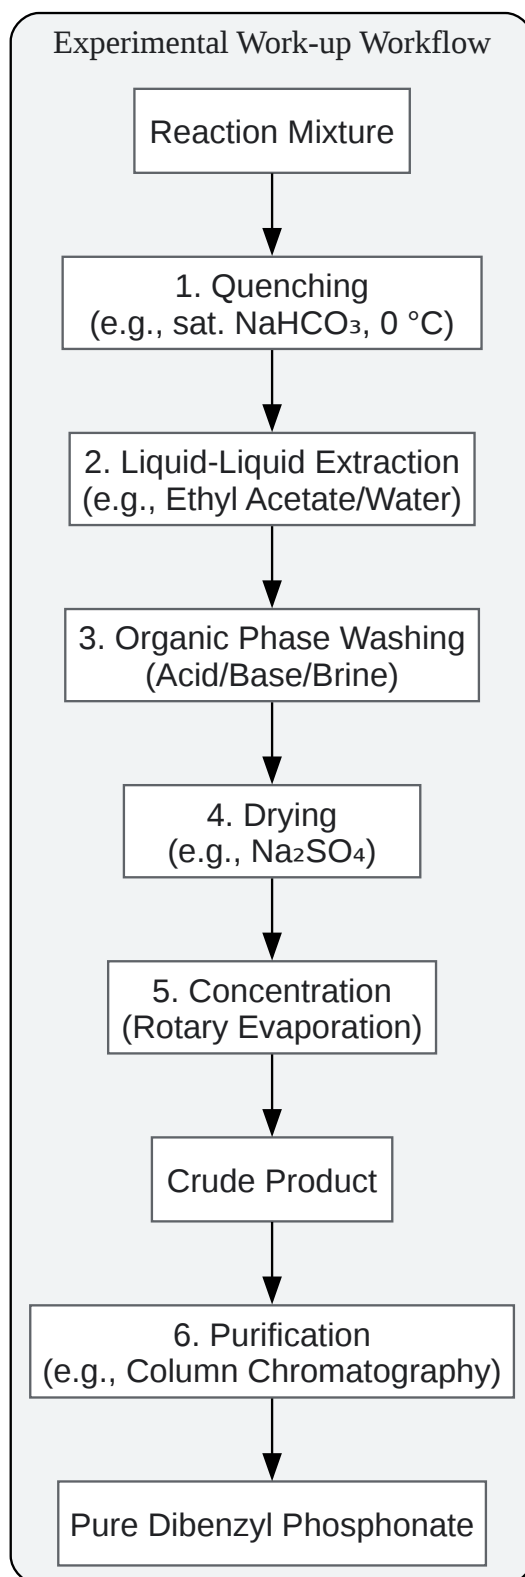 Experimental Work-up Workflow
Reaction Mixture
1. Quenching
(e.g., sat. NaHCO₃, 0 °C)
2. Liquid-Liquid Extraction
(e.g., Ethyl Acetate/Water)
3. Organic Phase Washing
(Acid/Base/Brine)
4. Drying
(e.g., Na₂SO₄)
5. Concentration
(Rotary Evaporation)
Crude Product
6. Purification
(e.g., Column Chromatography)
Pure Dibenzyl Phosphonate